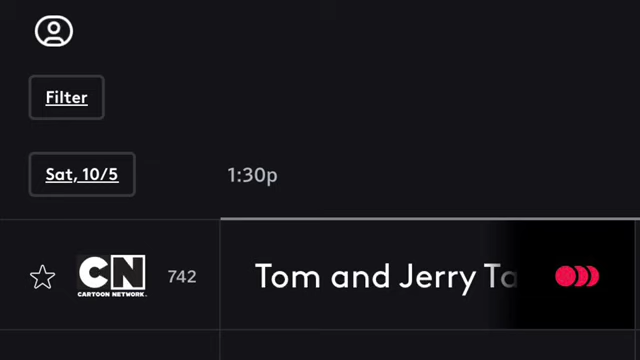 Filter
Sat, 10/5
1:30p
CN
CARTOON NETWORK
742
Tom and Jerry Ta